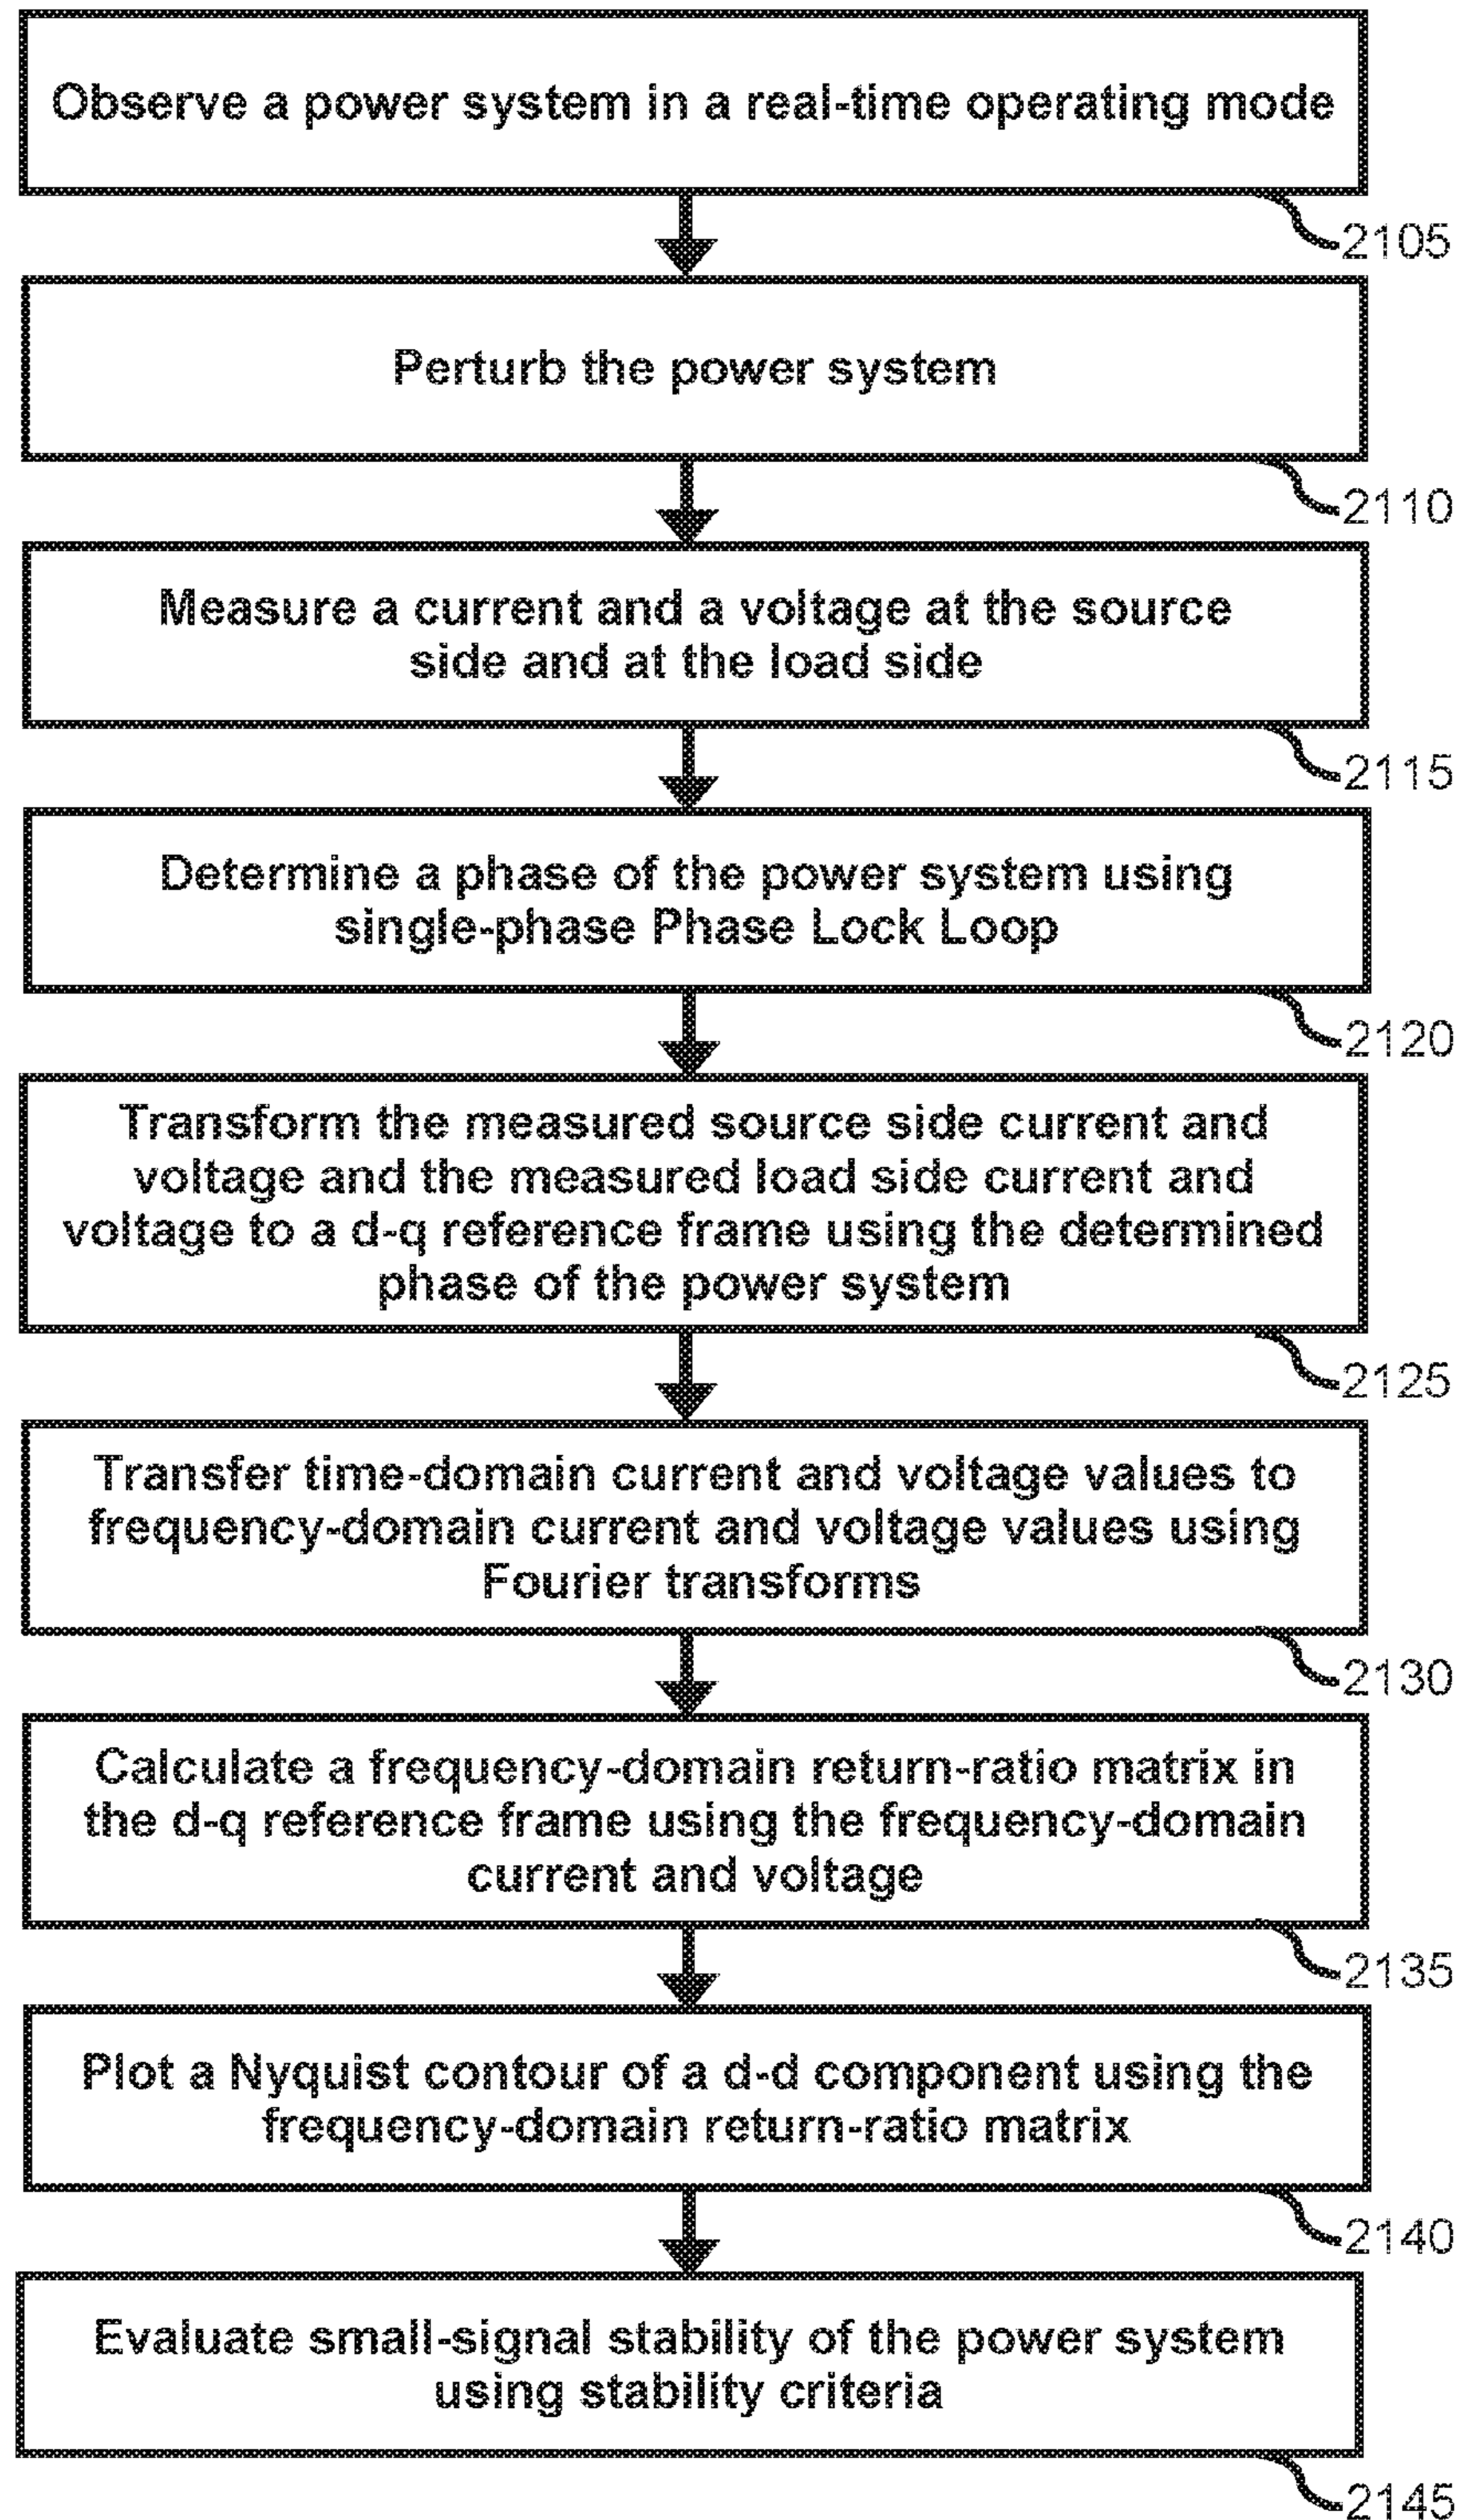 Observe a power system in a real-time operating mode
2105
Perturb the power system
2110
Measure a current and a voltage at the source
side and at the load side
2115
Determine a phase of the power system using
single-phase Phase Lock Loop
2120
Transform the measured source side current and
voltage and the measured load side current and
voltage to a d-q reference frame using the determined
phase of the power system
2125
Transfer time-domain current and voltage values to
frequency-domain current and voltage values using
Fourier transforms
2130
Calculate a frequency-domain return-ratio matrix in
the d-q reference frame using the frequency-domain
current and voltage
2135
Plot a Nyquist contour of a d-d component using the
frequency-domain return-ratio matrix
2140
Evaluate small-signal stability of the power system
using stability criteria
2145